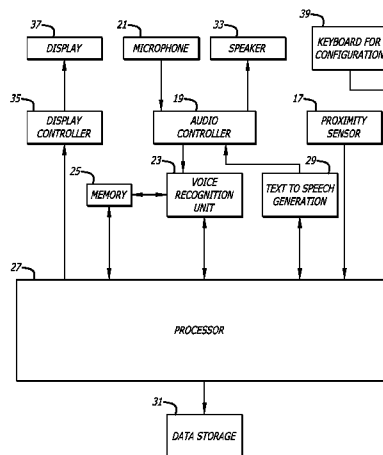 37
DISPLAY
21
MICROPHONE
33
SPEAKER
39
KEYBOARD FOR
CONFIGURATION
35
DISPLAY
CONTROLLER
19
AUDIO
CONTROLLER
17
PROXIMITY
SENSOR
25
MEMORY
23
VOICE
RECOGNITION
UNIT
29
TEXT TO SPEECH
GENERATION
27
PROCESSOR
31
DATA STORAGE